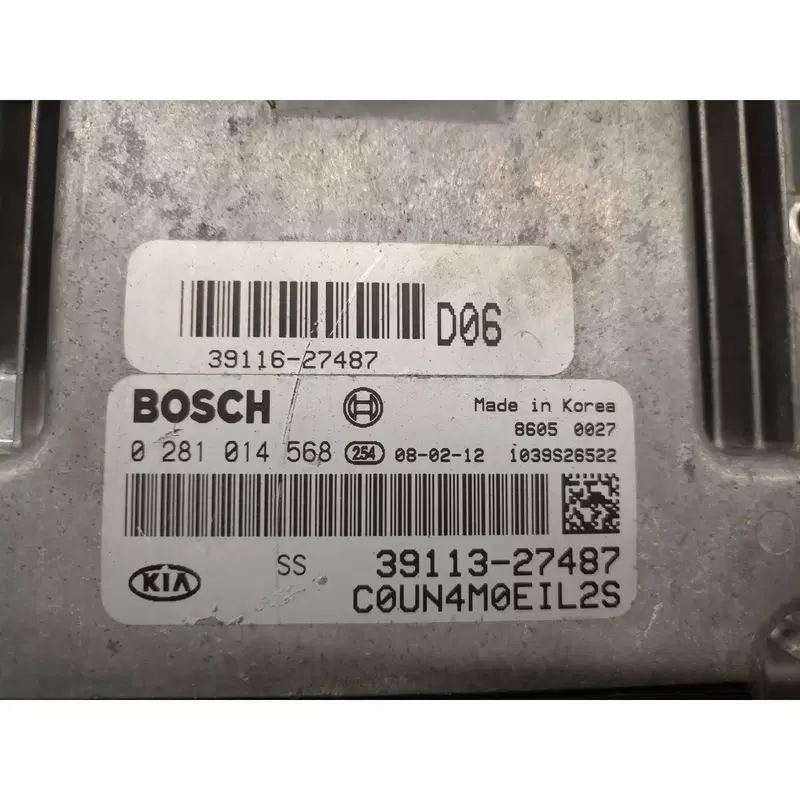 D06
39116-27487
BOSCH Made in Korea
8605 0027
0 281 014 568 254 08-02-12 1039S26522
SS 39113-27487
KIA C0UN4M0EIL2S